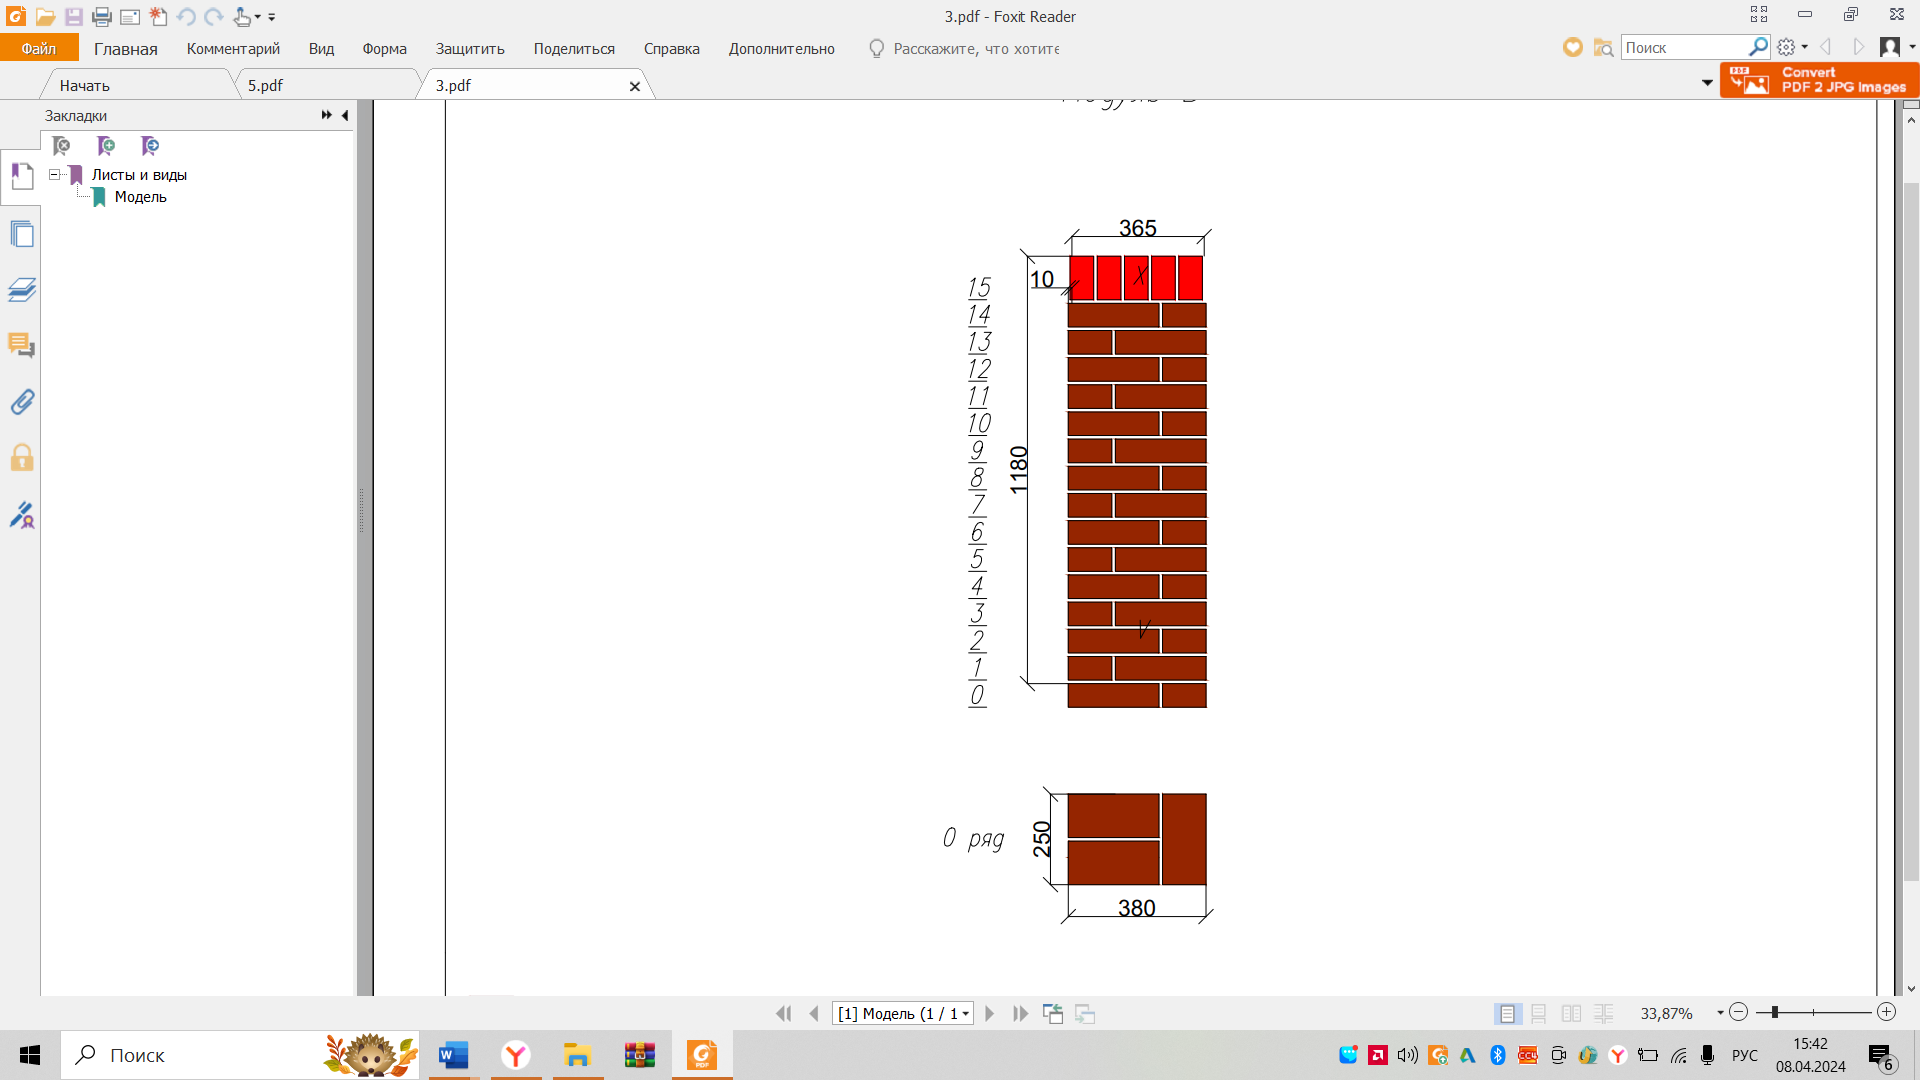 3.pdf - Foxit Reader
Файл
Главная
Комментарий
Вид
Форма
Защитить
Поделиться
Справка
Дополнительно
Расскажите, что хотите
Поиск
Начать
5.pdf
3.pdf
PDF
Convert
PDF 2 JPG Images
Закладки
Листы и виды
Модель
365
10
X
1180
15
14
13
12
11
10
9
8
7
6
5
4
3
2
1
0
V
0 ряд
250
380
[1] Модель (1 / 1
33,87%
Поиск
РУС
15:42
08.04.2024
6